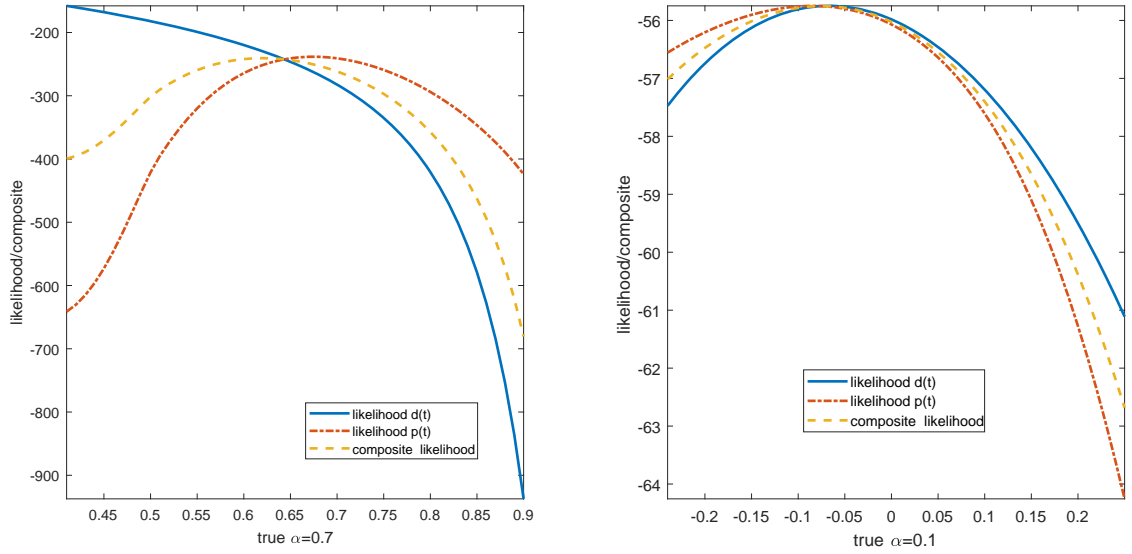 -200
-300
-400
-500
-600
-700
-800
-900
likelihood/composite
0.45 0.5 0.55 0.6 0.65 0.7 0.75 0.8 0.85 0.9
true α=0.7
likelihood d(t)
likelihood p(t)
composite likelihood
-56
-57
-58
-59
-60
-61
-62
-63
-64
likelihood/composite
-0.2 -0.15 -0.1 -0.05 0 0.05 0.1 0.15 0.2
true α=0.1
likelihood d(t)
likelihood p(t)
composite likelihood